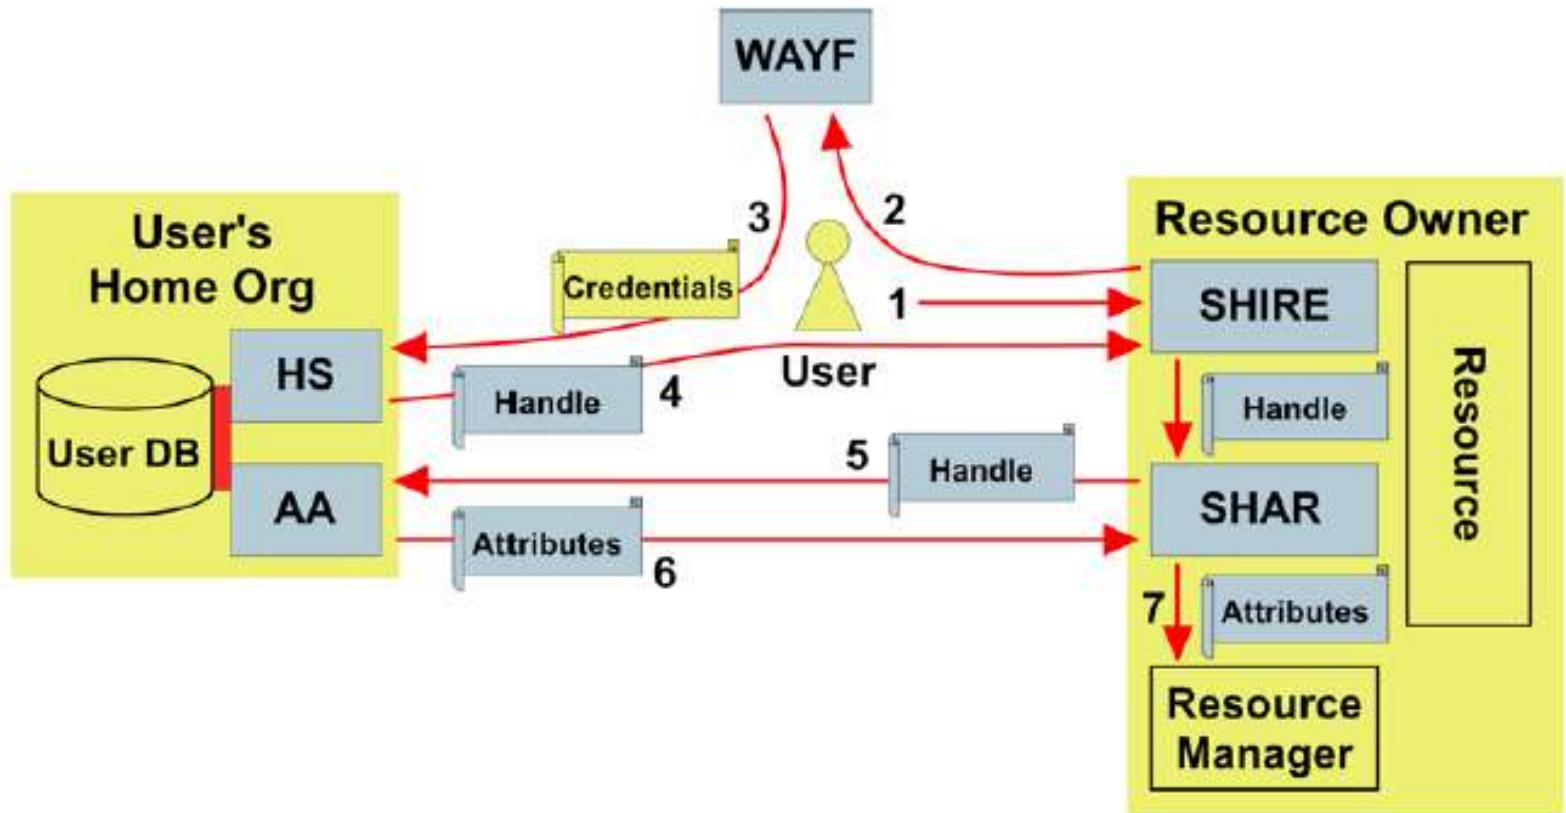 WAYF
3
2
User's
Home Org
Credentials
1
Resource Owner
SHIRE
HS
Handle
4
User
Handle
Resource
User DB
5
Handle
AA
SHAR
Attributes
6
7
Attributes
Resource
Manager